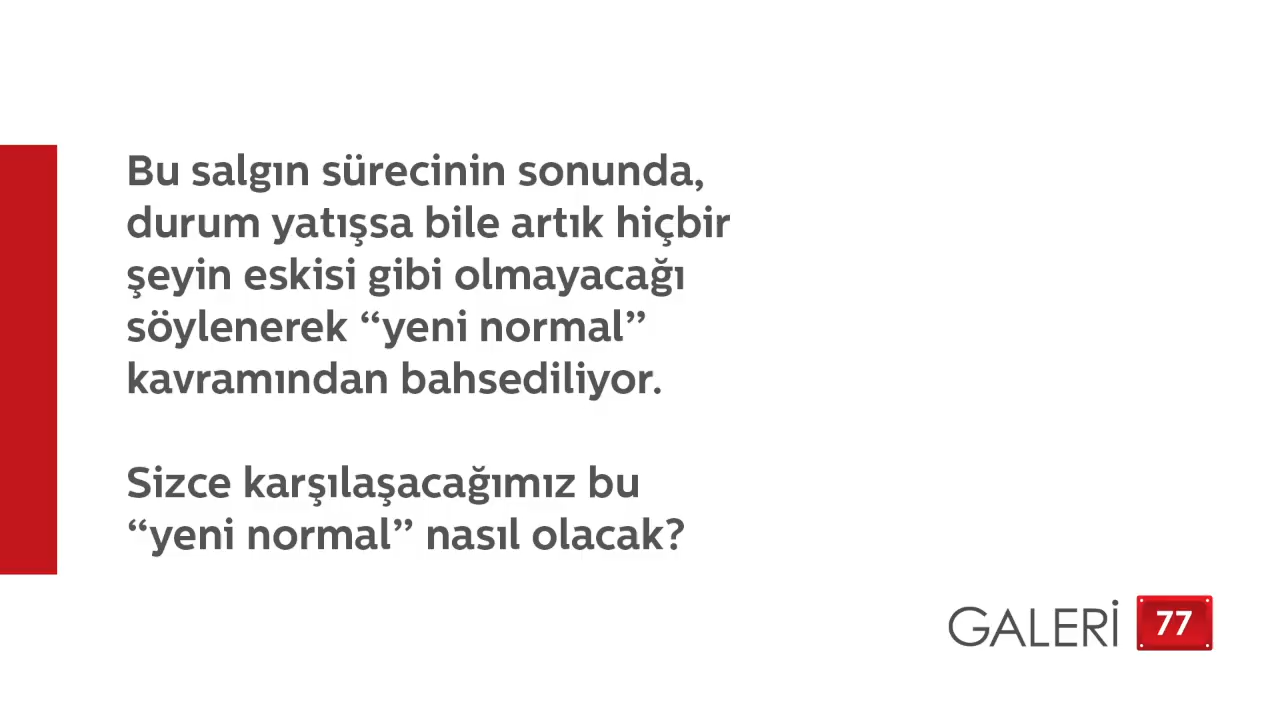 Bu salgın sürecinin sonunda,
durum yatışsa bile artık hiçbir
şeyin eskisi gibi olmayacağı
söylenerek “yeni normal”
kavramından bahsediliyor.
Sizce karşılaşacağımız bu
“yeni normal” nasıl olacak?
GALERİ 77